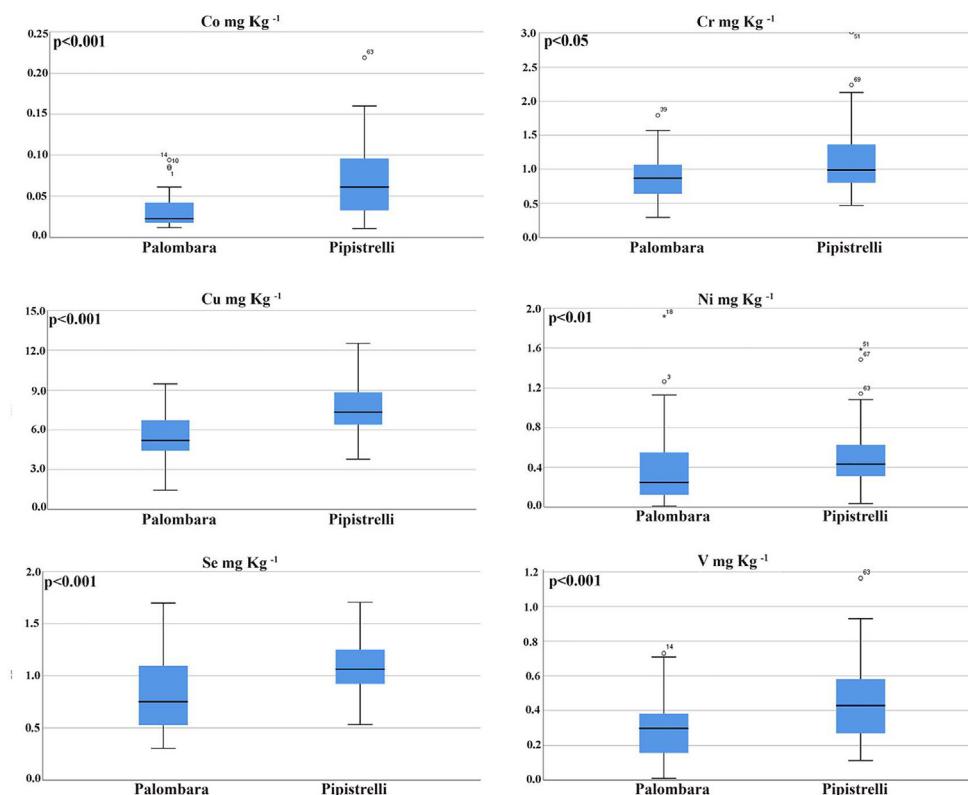 Co mg Kg -1
p<0.001
0.25
0.20
0.15
0.10
0.05
0.0
63
14
10
1
Palombara Pipistrelli
Cr mg Kg -1
p<0.05
3.0
2.5
2.0
1.5
1.0
0.5
0.0
51
69
39
Palombara Pipistrelli
Cu mg Kg -1
p<0.001
15.0
12.0
9.0
6.0
3.0
0.0
Palombara Pipistrelli
Ni mg Kg -1
p<0.01
2.0
1.6
1.2
0.8
0.4
0.0
18
3
51
67
63
Palombara Pipistrelli
Se mg Kg -1
p<0.001
2.0
1.5
1.0
0.5
0.0
Palombara Pipistrelli
V mg Kg -1
p<0.001
1.2
1.0
0.8
0.6
0.4
0.2
0.0
63
14
Palombara Pipistrelli